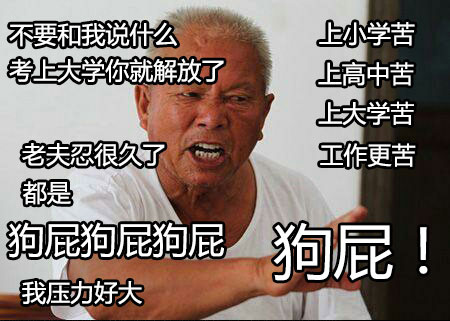 不要和我说什么
考上大学你就解放了
老夫忍很久了
都是
狗屁狗屁狗屁
我压力好大
上小学苦
上高中苦
上大学苦
工作更苦
狗屁！